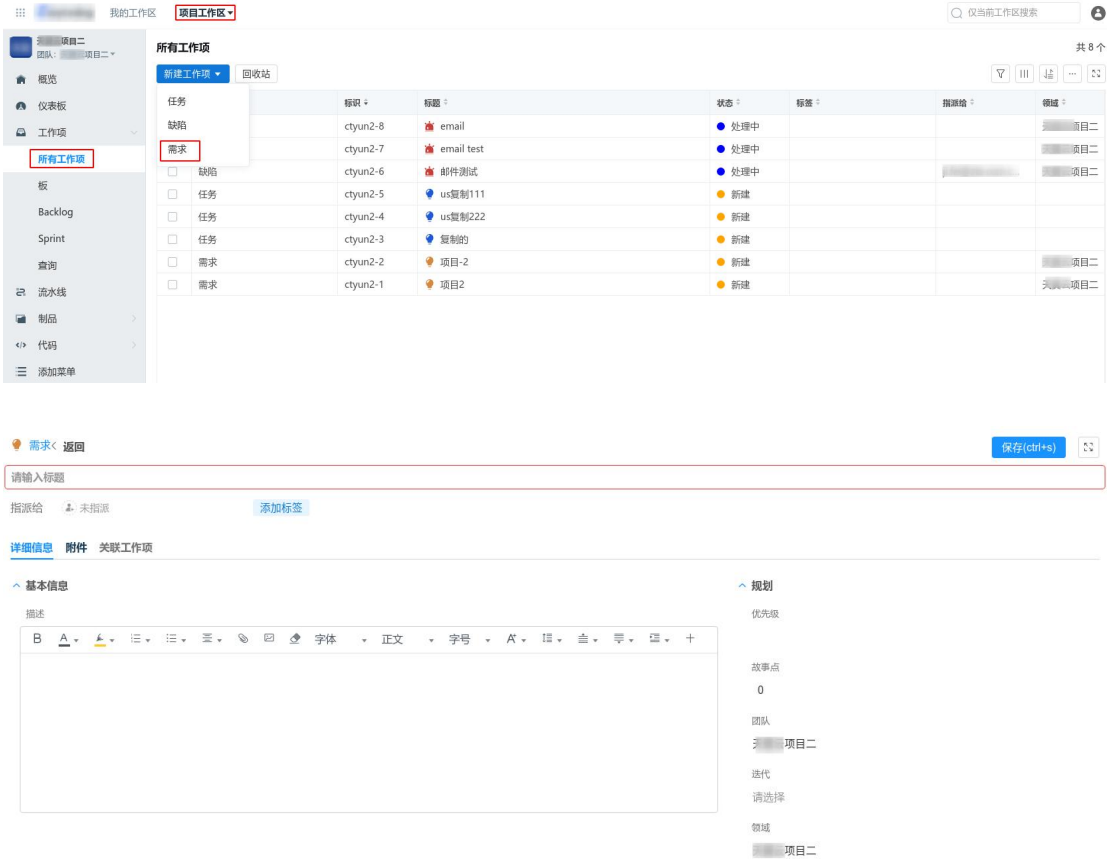 我的工作区 项目工作区 仅当前工作区搜索
项目二
团队： 项目二
概览
仪表板
工作项
所有工作项
板
Backlog
Sprint
查询
流水线
制品
代码
添加菜单
所有工作项 共 8 个
新建工作项 回收站
任务
缺陷
需求
标识 标题 状态 标签 指派给 领域
ctyun2-8 email 处理中 项目二
ctyun2-7 email test 处理中 项目二
缺陷 ctyun2-6 邮件测试 处理中 项目二
任务 ctyun2-5 us复制111 新建
任务 ctyun2-4 us复制222 新建
任务 ctyun2-3 复制的 新建
需求 ctyun2-2 项目-2 新建 项目二
需求 ctyun2-1 项目2 新建 项目二
需求 返回 保存(ctrl+s)
请输入标题
指派给 未指派 添加标签
详细信息 附件 关联工作项
基本信息
描述
B A 字体 正文 字号
规划
优先级
故事点
0
团队
项目二
迭代
请选择
领域
项目二